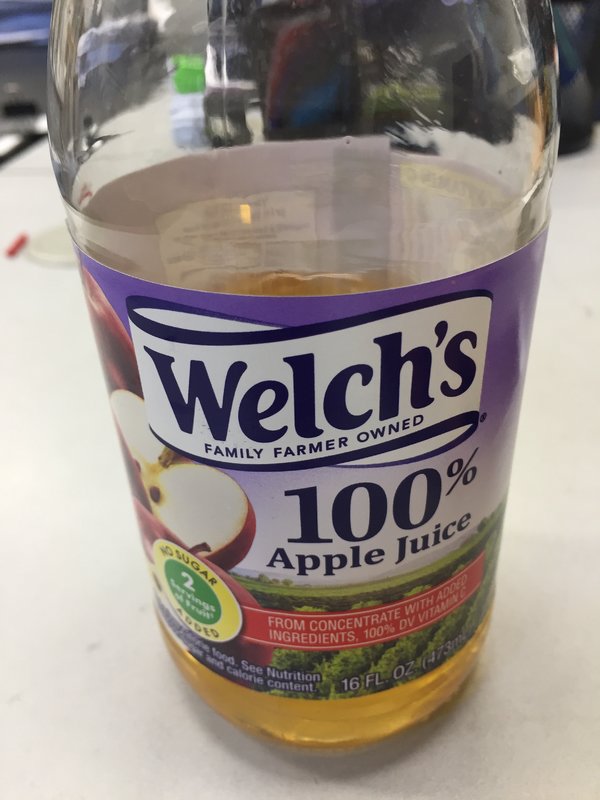 Welch's
FAMILY FARMER OWNED
®
100%
Apple Juice
NO SUGAR
2
Servings
of Fruit
ADDED
FROM CONCENTRATE WITH ADDED
INGREDIENTS, 100% DV VITAMIN C
food. See Nutrition
and calorie content.
16 FL. OZ. (473m